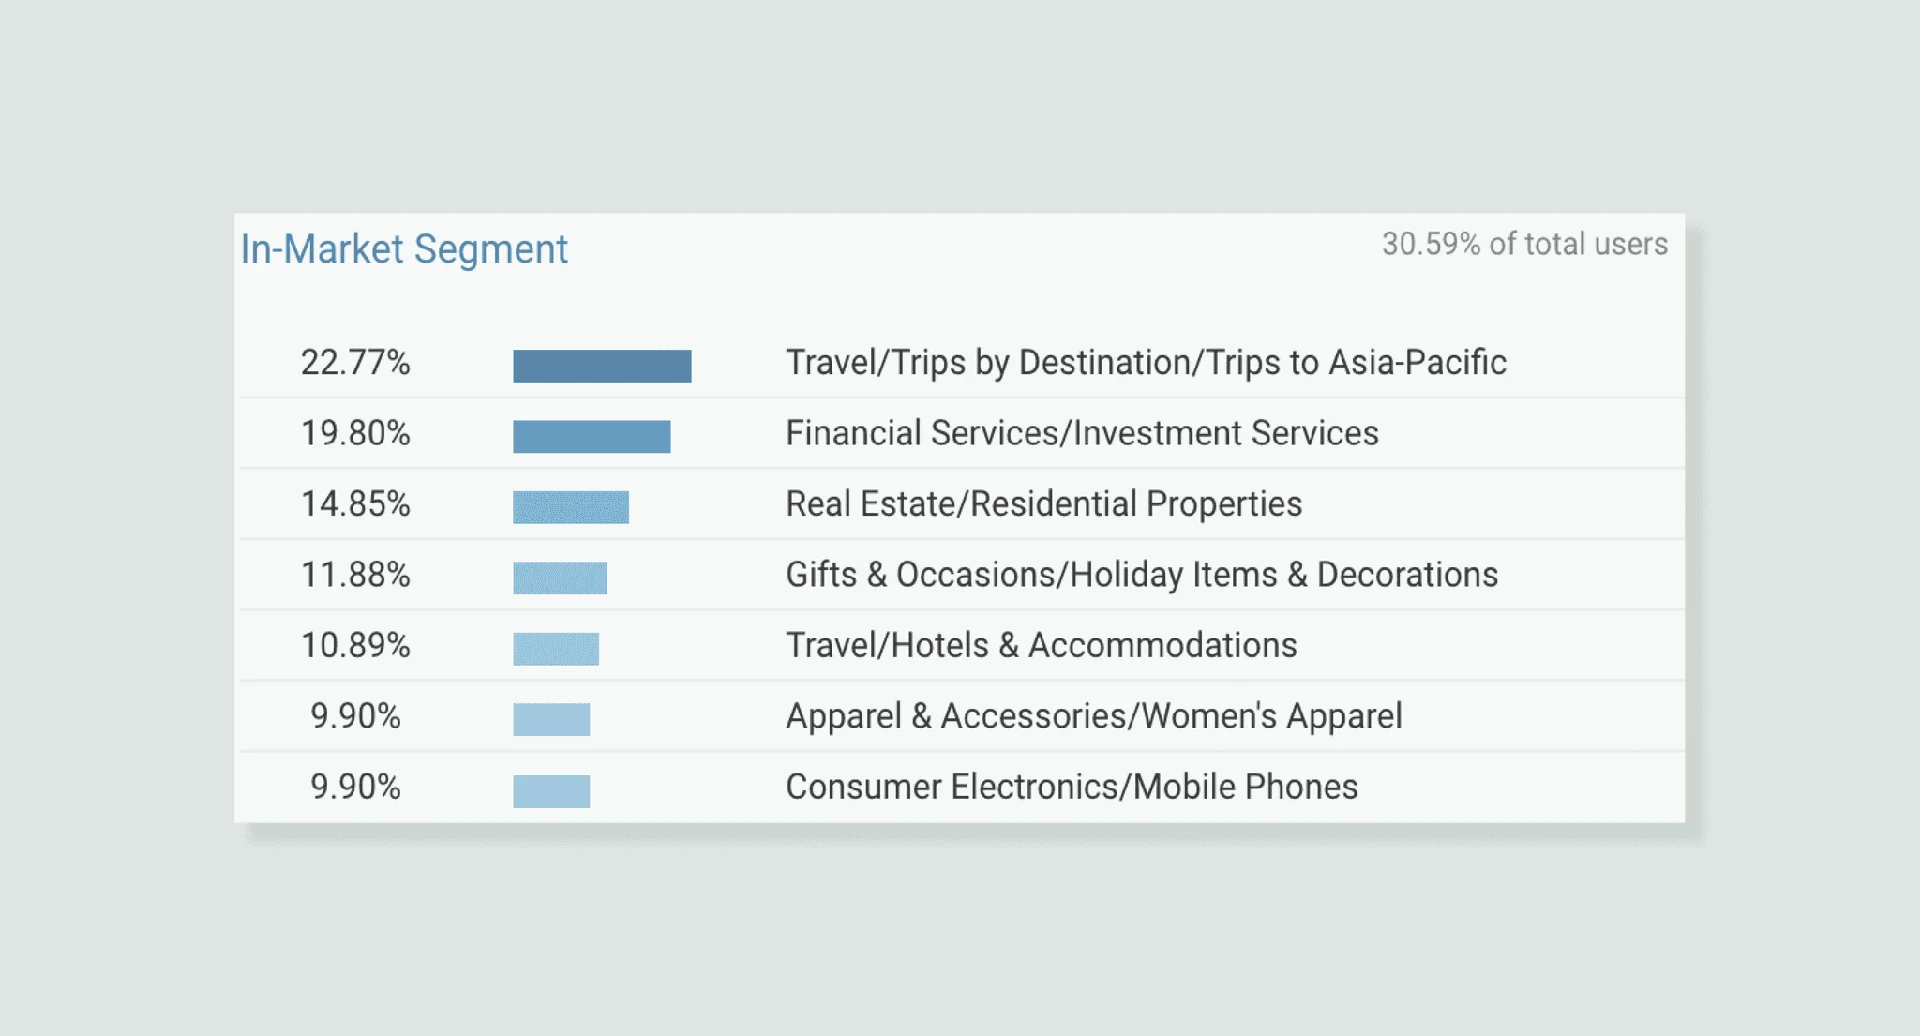 In-Market Segment 30.59% of total users
22.77% Travel/Trips by Destination/Trips to Asia-Pacific
19.80% Financial Services/Investment Services
14.85% Real Estate/Residential Properties
11.88% Gifts & Occasions/Holiday Items & Decorations
10.89% Travel/Hotels & Accommodations
9.90% Apparel & Accessories/Women's Apparel
9.90% Consumer Electronics/Mobile Phones